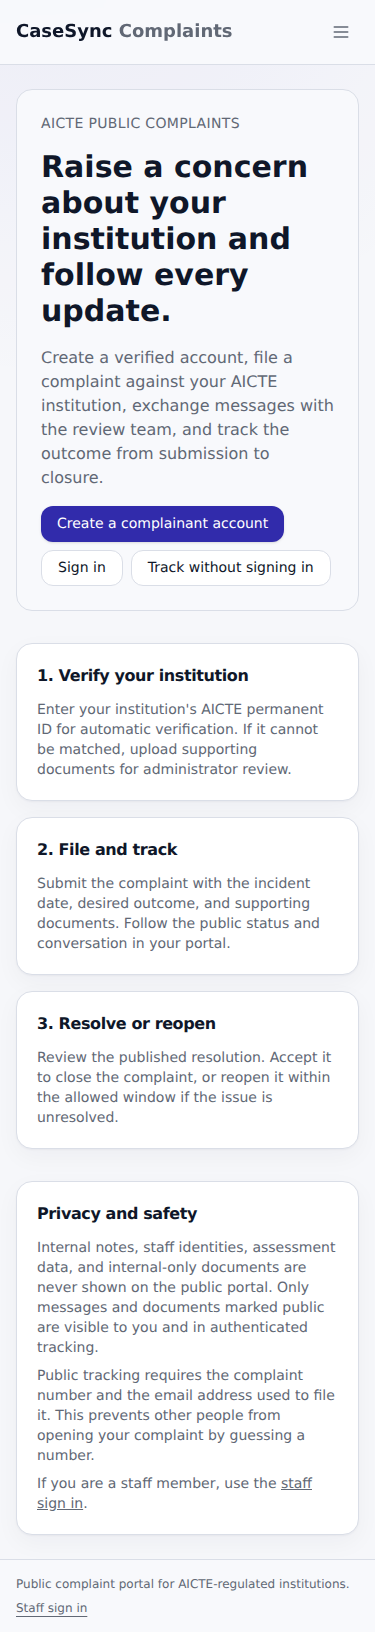 CaseSync Complaints
AICTE PUBLIC COMPLAINTS
Raise a concern
about your
institution and
follow every
update.
Create a verified account, file a
complaint against your AICTE
institution, exchange messages with
the review team, and track the
outcome from submission to
closure.
Create a complainant account
Sign in
Track without signing in
1. Verify your institution
Enter your institution's AICTE permanent
ID for automatic verification. If it cannot
be matched, upload supporting
documents for administrator review.
2. File and track
Submit the complaint with the incident
date, desired outcome, and supporting
documents. Follow the public status and
conversation in your portal.
3. Resolve or reopen
Review the published resolution. Accept it
to close the complaint, or reopen it within
the allowed window if the issue is
unresolved.
Privacy and safety
Internal notes, staff identities, assessment
data, and internal-only documents are
never shown on the public portal. Only
messages and documents marked public
are visible to you and in authenticated
tracking.
Public tracking requires the complaint
number and the email address used to file
it. This prevents other people from
opening your complaint by guessing a
number.
If you are a staff member, use the staff
sign in.
Public complaint portal for AICTE-regulated institutions.
Staff sign in